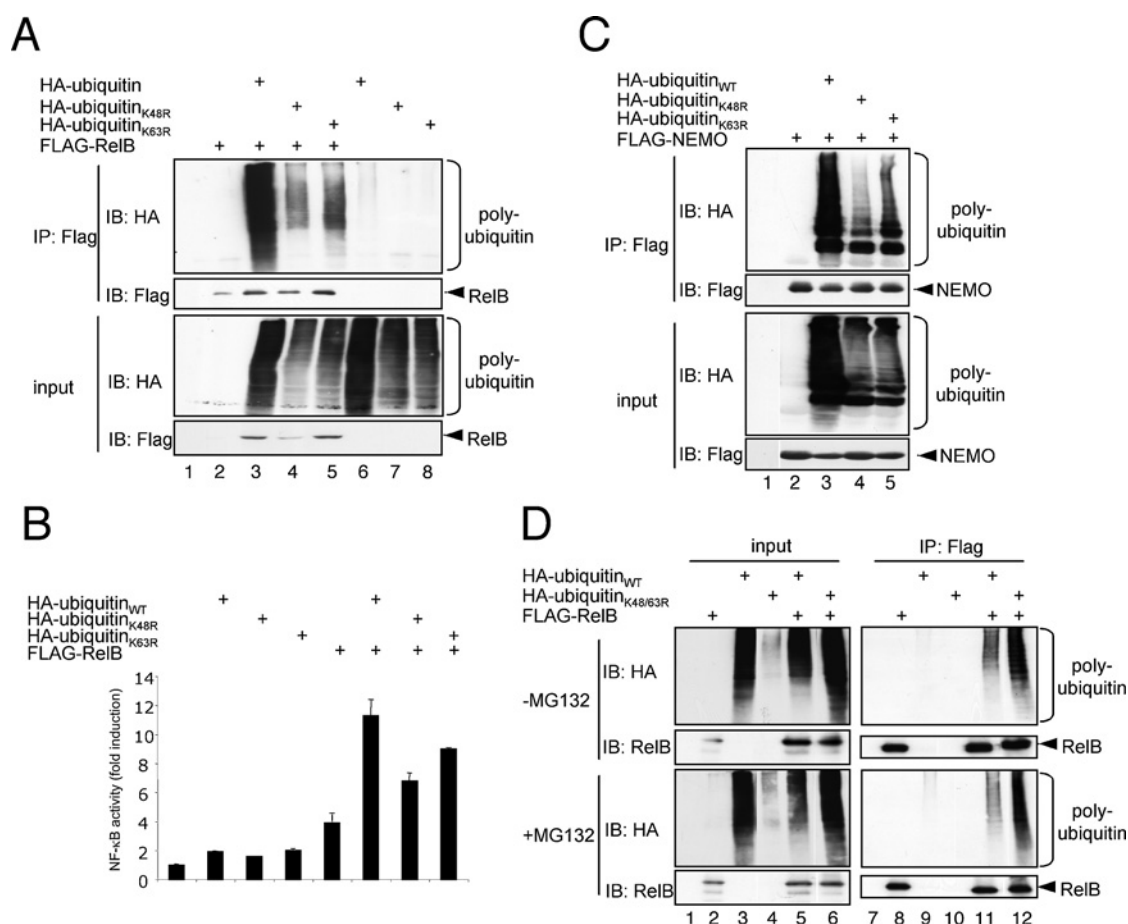 A
HA-ubiquitin + +
HA-ubiquitinK48R + +
HA-ubiquitinK63R + +
FLAG-RelB + + + +
IP: Flag
IB: HA
poly-ubiquitin
IB: Flag
RelB
input
IB: HA
poly-ubiquitin
IB: Flag
RelB
1 2 3 4 5 6 7 8
B
HA-ubiquitinWT + +
HA-ubiquitinK48R + +
HA-ubiquitinK63R + +
FLAG-RelB + + + +
NF-κB activity (fold induction)
14
12
10
8
6
4
2
0
C
HA-ubiquitinWT +
HA-ubiquitinK48R +
HA-ubiquitinK63R +
FLAG-NEMO + + + +
IP: Flag
IB: HA
poly-ubiquitin
IB: Flag
NEMO
input
IB: HA
poly-ubiquitin
IB: Flag
NEMO
1 2 3 4 5
D
input IP: Flag
HA-ubiquitinWT + + + +
HA-ubiquitinK48/63R + + + +
FLAG-RelB + + + + + +
-MG132
IB: HA
poly-ubiquitin
IB: RelB
RelB
+MG132
IB: HA
poly-ubiquitin
IB: RelB
RelB
1 2 3 4 5 6 7 8 9 10 11 12